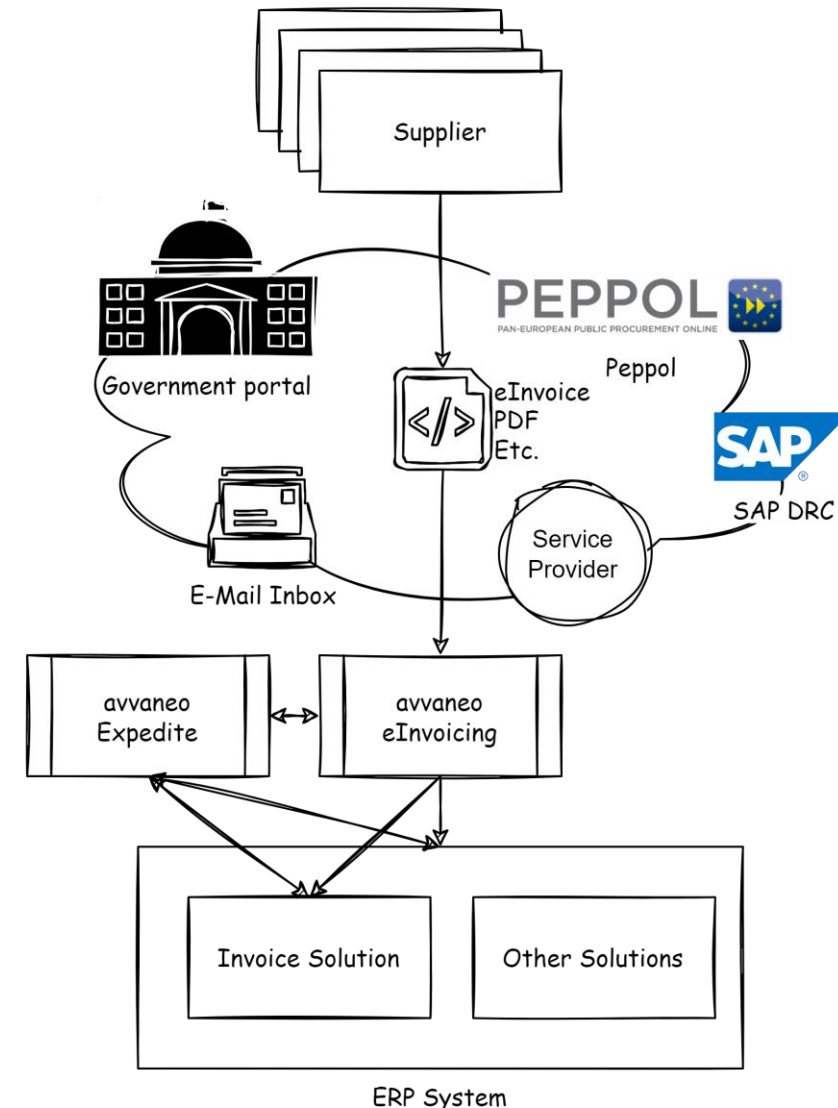 Supplier
PEPPOL
PAN-EUROPEAN PUBLIC PROCUREMENT ONLINE
Peppol
Government portal
eInvoice
PDF
Etc.
</>
SAP
®
SAP DRC
Service
Provider
E-Mail Inbox
avvaneo
Expedite
avvaneo
eInvoicing
Invoice Solution
Other Solutions
ERP System